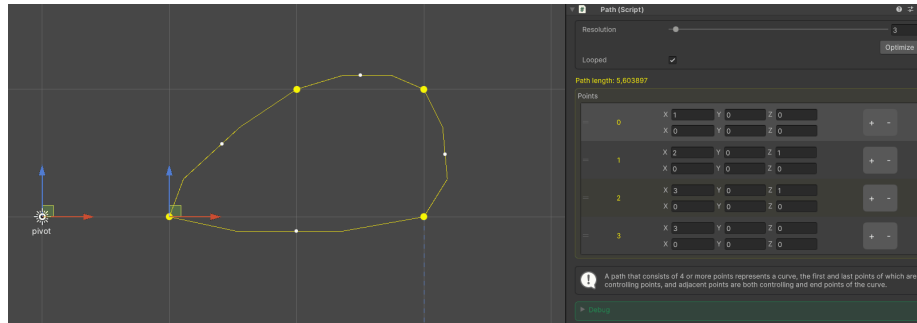 Path (Script)
Resolution 3
Optimize
Looped
Path length: 5,603897
Points
0 X 1 Y 0 Z 0 + -
X 0 Y 0 Z 0
1 X 2 Y 0 Z 1 + -
X 0 Y 0 Z 0
2 X 3 Y 0 Z 1 + -
X 0 Y 0 Z 0
3 X 3 Y 0 Z 0 + -
X 0 Y 0 Z 0
A path that consists of 4 or more points represents a curve, the first and last points of which are
controlling points, and adjacent points are both controlling and end points of the curve.
Debug
pivot